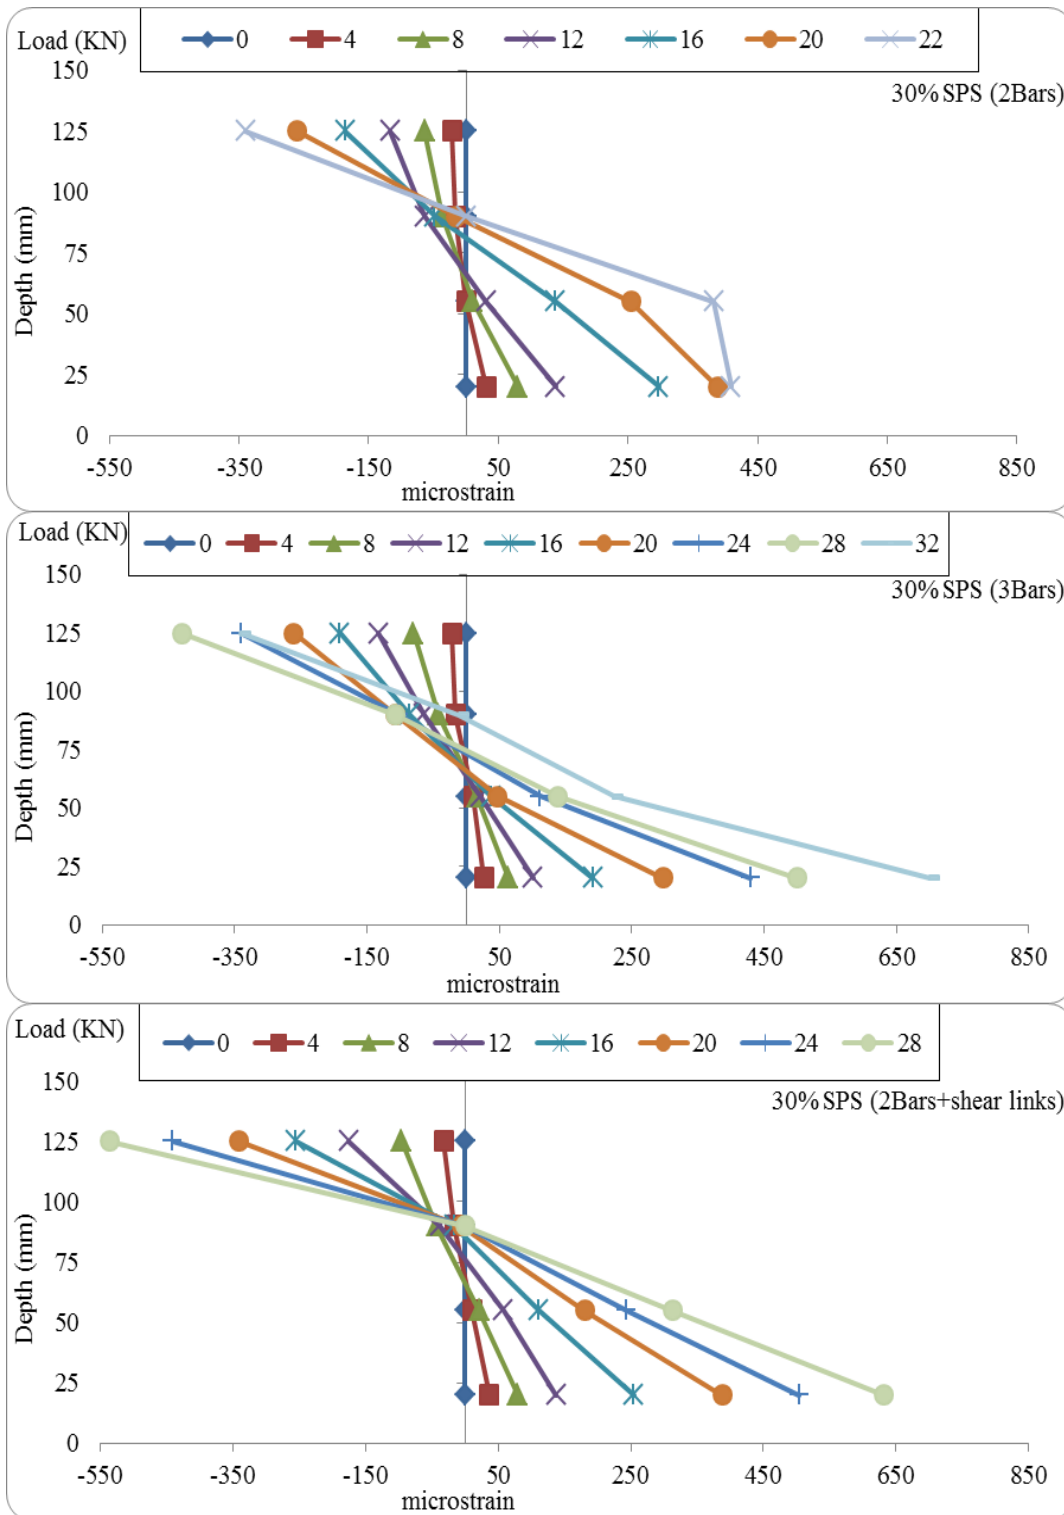 Load (KN) 0 4 8 12 16 20 22
150
30% SPS (2Bars)
125
100
75
50
25
0
Depth (mm)
-550 -350 -150 50 250 450 650 850
microstrain
Load (KN) 0 4 8 12 16 20 24 28 32
150
30% SPS (3Bars)
125
100
75
50
25
0
Depth (mm)
-550 -350 -150 50 250 450 650 850
microstrain
Load (KN) 0 4 8 12 16 20 24 28
150
30% SPS (2Bars+shear links)
125
100
75
50
25
0
Depth (mm)
-550 -350 -150 50 250 450 650 850
microstrain